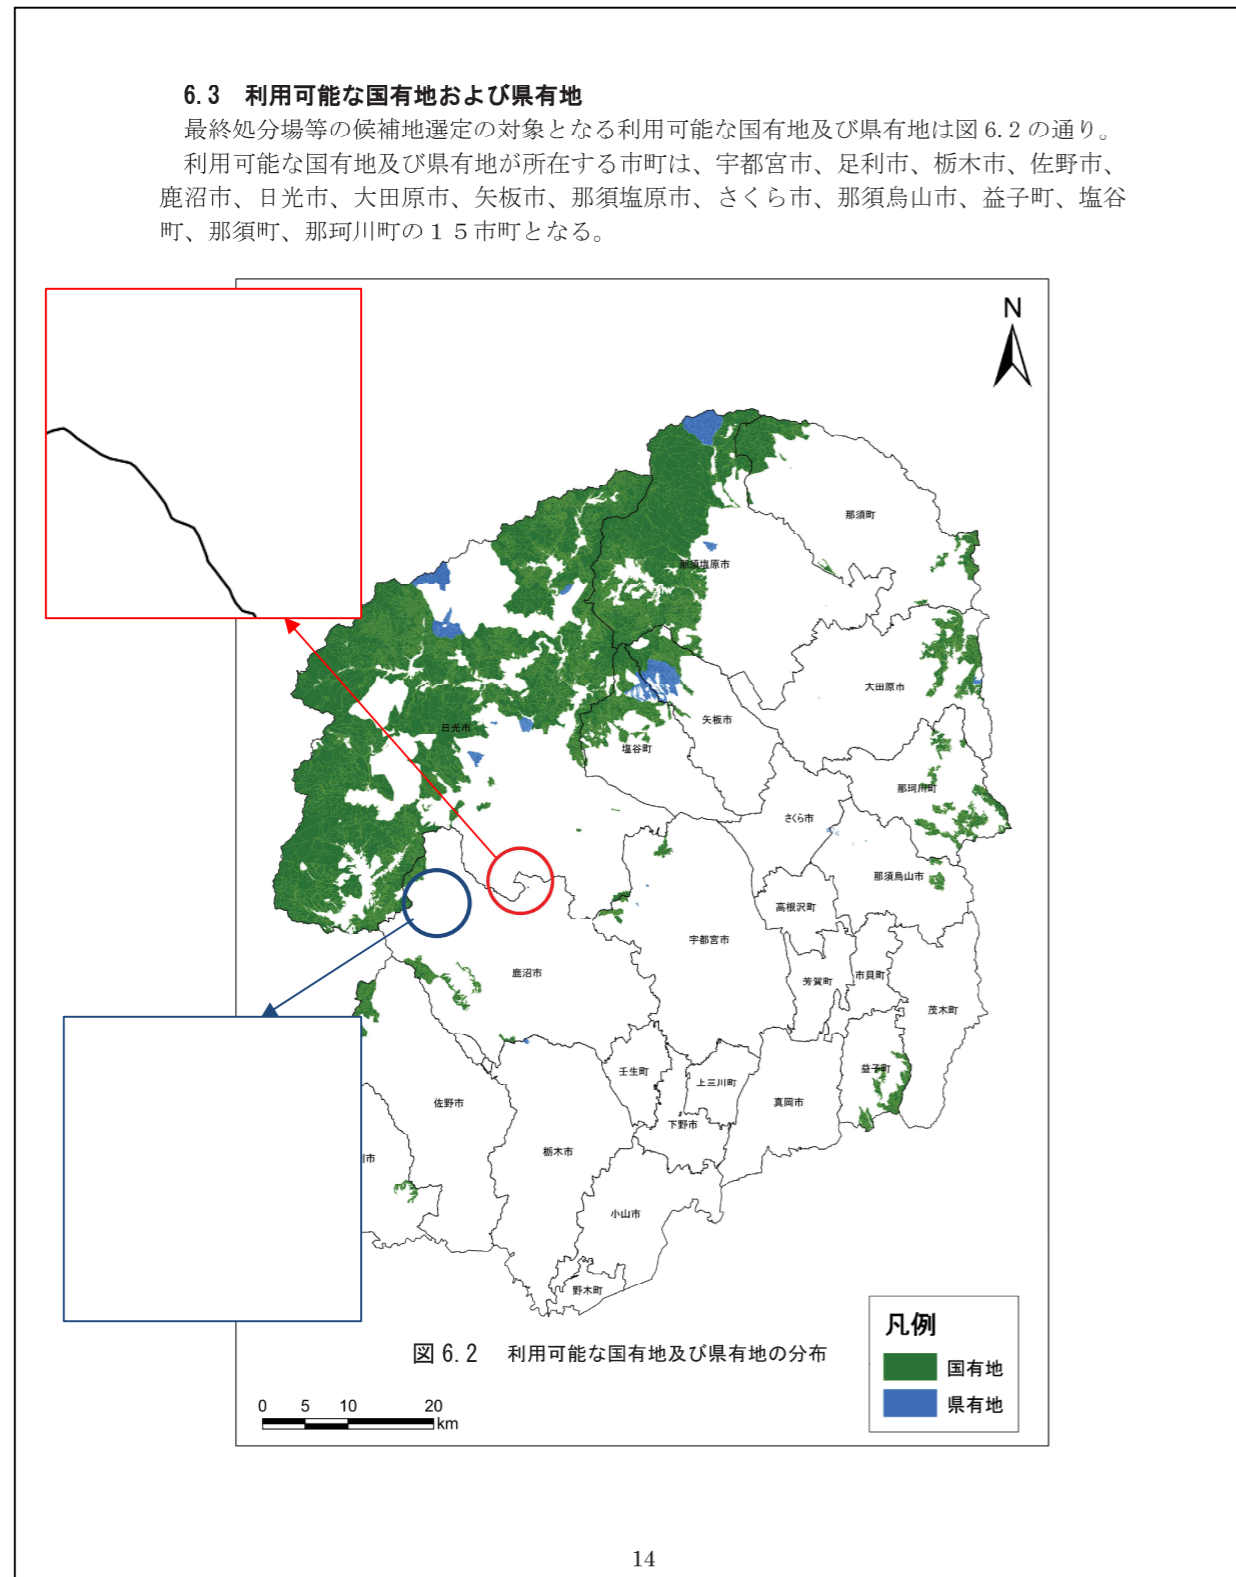 6.3 利用可能な国有地および県有地
最終処分場等の候補地選定の対象となる利用可能な国有地及び県有地は図 6.2 の通り。
利用可能な国有地及び県有地が所在する市町は、宇都宮市、足利市、栃木市、佐野市、
鹿沼市、日光市、大田原市、矢板市、那須塩原市、さくら市、那須烏山市、益子町、塩谷
町、那須町、那珂川町の15市町となる。
N
那須町
那須塩原市
大田原市
矢板市
日光市
塩谷町
那珂川町
さくら市
那須烏山市
高根沢町
宇都宮市
鹿沼市
芳賀町
市貝町
茂木町
益子町
壬生町
上三川町
真岡市
佐野市
下野市
栃木市
市
小山市
野木町
図 6.2 利用可能な国有地及び県有地の分布
凡例
国有地
県有地
0 5 10 20
km
14